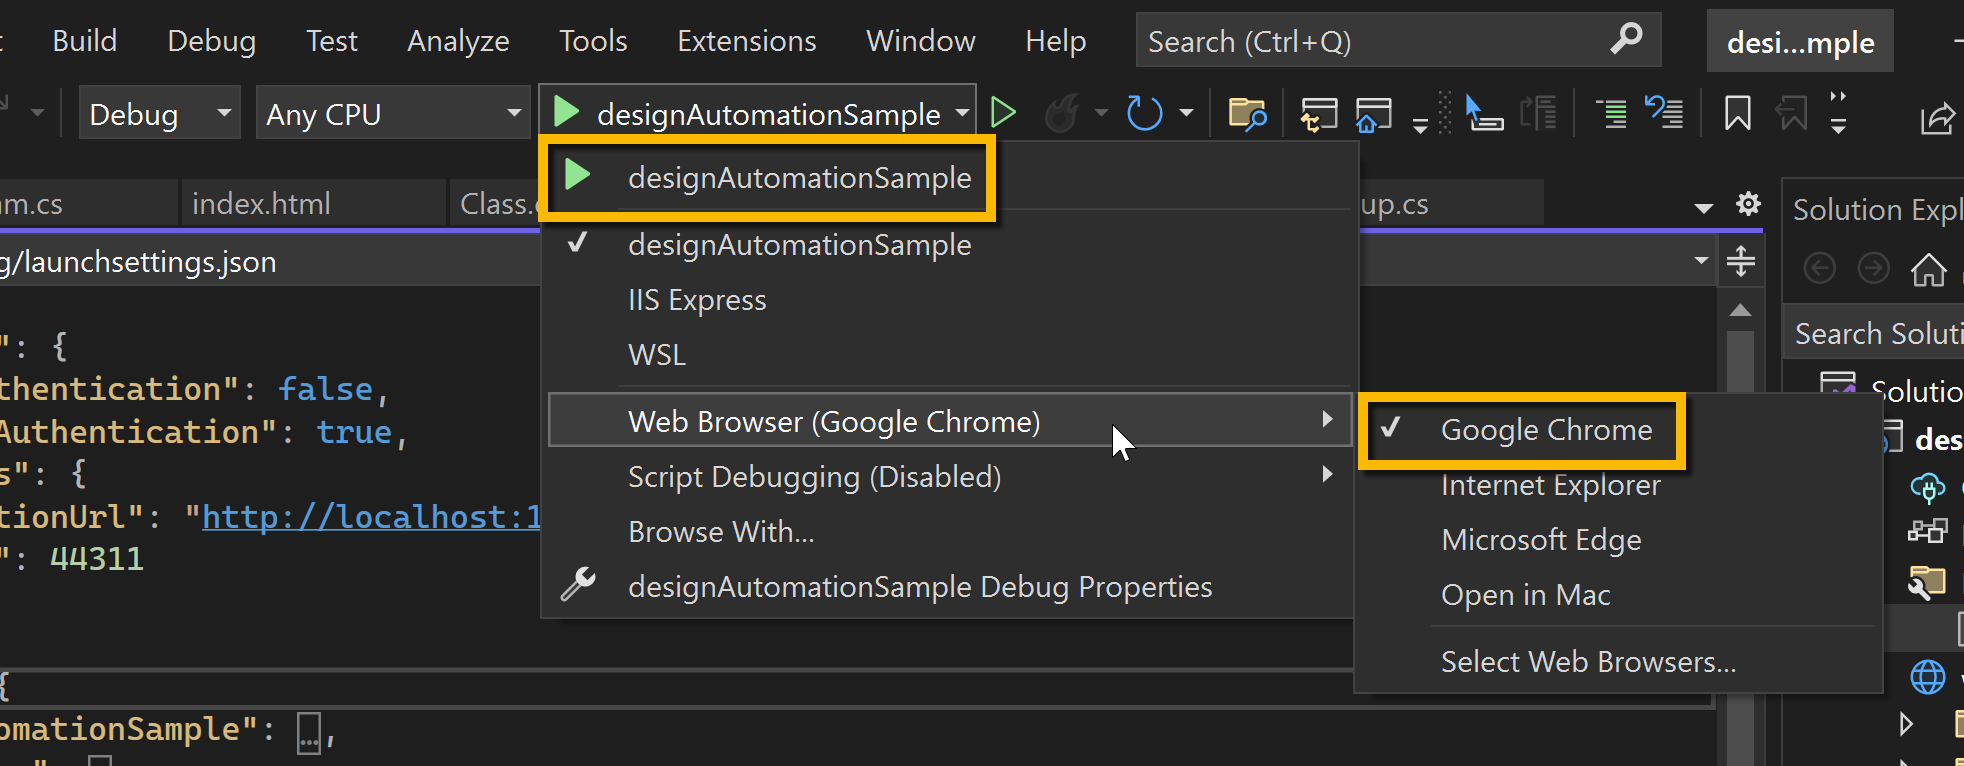 Build Debug Test Analyze Tools Extensions Window Help Search (Ctrl+Q) desi...mple
Debug Any CPU designAutomationSample
designAutomationSample
am.cs index.html Class. up.cs
Solution Expl
designAutomationSample
g/launchsettings.json
IIS Express
WSL
Search Soluti
": {
thentication": false,
Authentication": true,
s": {
tionUrl": "http://localhost:1
": 44311
Web Browser (Google Chrome)
Script Debugging (Disabled)
Browse With...
designAutomationSample Debug Properties
Google Chrome
Internet Explorer
Microsoft Edge
Open in Mac
Select Web Browsers...
Solutio
des
{
omationSample": ...,
":